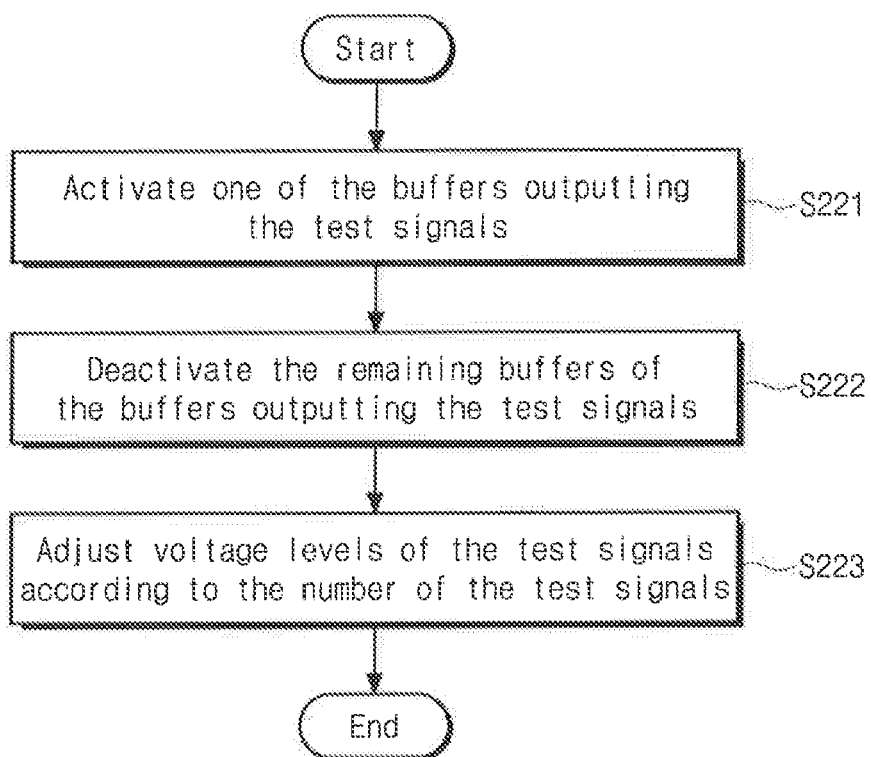 Start
Activate one of the buffers outputting
the test signals
S221
Deactivate the remaining buffers of
the buffers outputting the test signals
S222
Adjust voltage levels of the test signals
according to the number of the test signals
S223
End